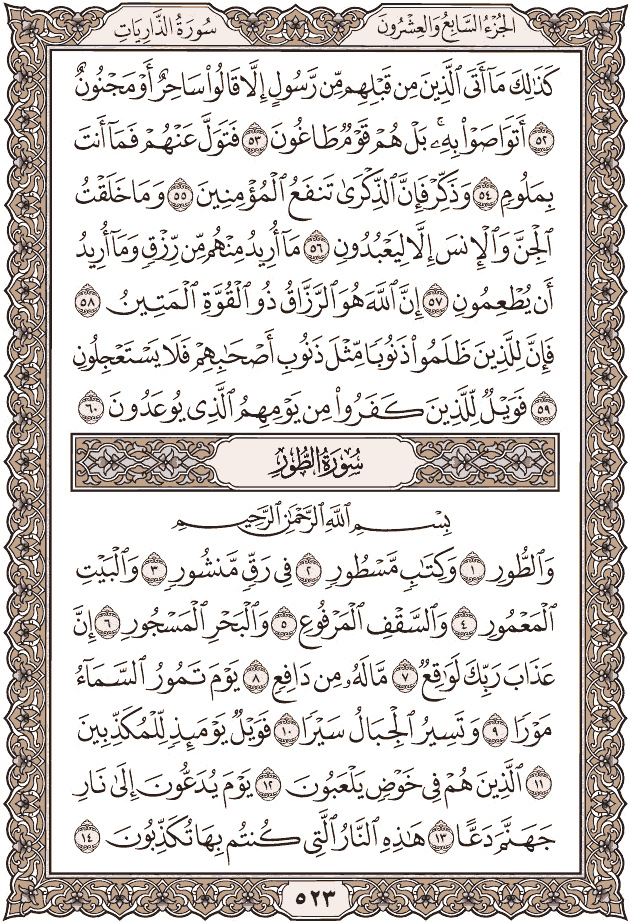 الجزء السابع والعشرون
سورة الذاريات
كَذَٰلِكَ مَآ أَتَى ٱلَّذِينَ مِن قَبْلِهِم مِّن رَّسُولٍ إِلَّا قَالُوا۟ سَاحِرٌ أَوْ مَجْنُونٌ
٥٢ أَتَوَاصَوْا۟ بِهِۦ ۚ بَلْ هُمْ قَوْمٌ طَاغُونَ ٥٣ فَتَوَلَّ عَنْهُمْ فَمَآ أَنتَ
بِمَلُومٍ ٥٤ وَذَكِّرْ فَإِنَّ ٱلذِّكْرَىٰ تَنفَعُ ٱلْمُؤْمِنِينَ ٥٥ وَمَا خَلَقْتُ
ٱلْجِنَّ وَٱلْإِنسَ إِلَّا لِيَعْبُدُونِ ٥٦ مَآ أُرِيدُ مِنْهُم مِّن رِّزْقٍ وَمَآ أُرِيدُ
أَن يُطْعِمُونِ ٥٧ إِنَّ ٱللَّهَ هُوَ ٱلرَّزَّاقُ ذُو ٱلْقُوَّةِ ٱلْمَتِينُ ٥٨
فَإِنَّ لِلَّذِينَ ظَلَمُوا۟ ذَنُوبًا مِّثْلَ ذَنُوبِ أَصْحَٰبِهِمْ فَلَا يَسْتَعْجِلُونِ
٥٩ فَوَيْلٌ لِّلَّذِينَ كَفَرُوا۟ مِن يَوْمِهِمُ ٱلَّذِى يُوعَدُونَ ٦٠
سورة الطور
بِسْمِ ٱللَّهِ ٱلرَّحْمَٰنِ ٱلرَّحِيمِ
وَٱلطُّورِ ١ وَكِتَٰبٍ مَّسْطُورٍ ٢ فِى رَقٍّ مَّنشُورٍ ٣ وَٱلْبَيْتِ
ٱلْمَعْمُورِ ٤ وَٱلسَّقْفِ ٱلْمَرْفُوعِ ٥ وَٱلْبَحْرِ ٱلْمَسْجُورِ ٦ إِنَّ
عَذَابَ رَبِّكَ لَوَٰقِعٌ ٧ مَّا لَهُۥ مِن دَافِعٍ ٨ يَوْمَ تَمُورُ ٱلسَّمَآءُ
مَوْرًا ٩ وَتَسِيرُ ٱلْجِبَالُ سَيْرًا ١٠ فَوَيْلٌ يَوْمَئِذٍ لِّلْمُكَذِّبِينَ
١١ ٱلَّذِينَ هُمْ فِى خَوْضٍ يَلْعَبُونَ ١٢ يَوْمَ يُدَعُّونَ إِلَىٰ نَارِ
جَهَنَّمَ دَعًّا ١٣ هَٰذِهِ ٱلنَّارُ ٱلَّتِى كُنتُم بِهَا تُكَذِّبُونَ ١٤
٥٢٣